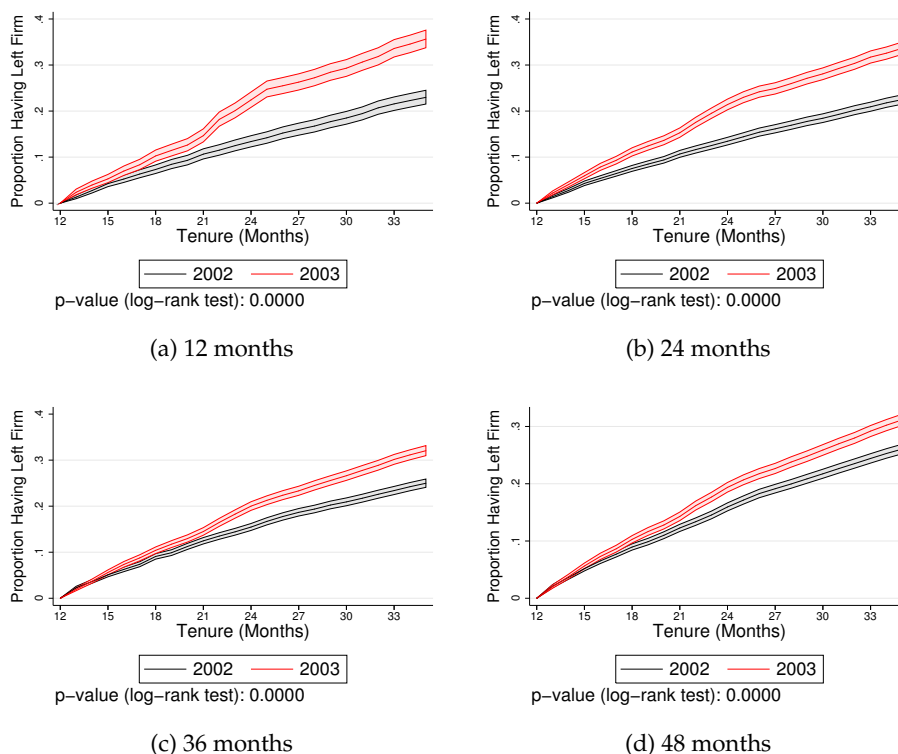 Proportion Having Left Firm
.4
.3
.2
.1
0
12 15 18 21 24 27 30 33
Tenure (Months)
2002 2003
p−value (log−rank test): 0.0000
(a) 12 months
Proportion Having Left Firm
.4
.3
.2
.1
0
12 15 18 21 24 27 30 33
Tenure (Months)
2002 2003
p−value (log−rank test): 0.0000
(b) 24 months
Proportion Having Left Firm
.4
.3
.2
.1
0
12 15 18 21 24 27 30 33
Tenure (Months)
2002 2003
p−value (log−rank test): 0.0000
(c) 36 months
Proportion Having Left Firm
.3
.2
.1
0
12 15 18 21 24 27 30 33
Tenure (Months)
2002 2003
p−value (log−rank test): 0.0000
(d) 48 months